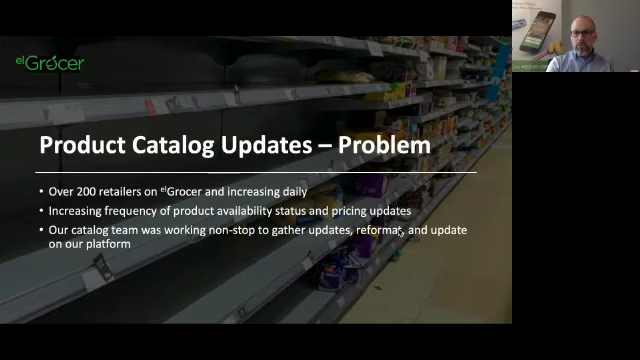 elGrocer
Product Catalog Updates – Problem
• Over 200 retailers on elGrocer and increasing daily
• Increasing frequency of product availability status and pricing updates
• Our catalog team was working non-stop to gather updates, reformat, and update
on our platform